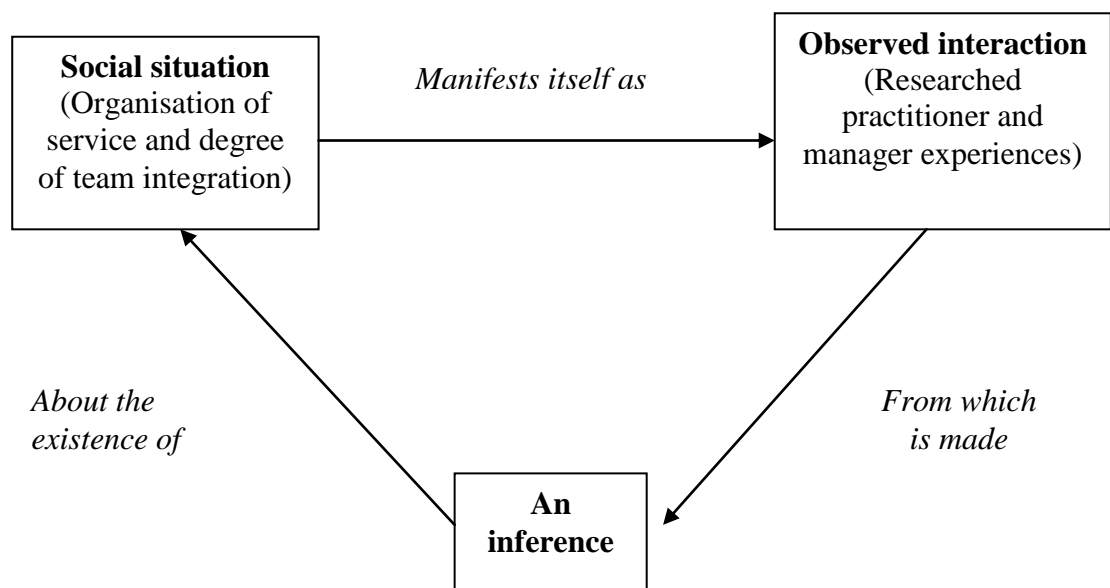 Social situation
(Organisation of
service and degree
of team integration)
Manifests itself as
Observed interaction
(Researched
practitioner and
manager experiences)
About the
existence of
From which
is made
An
inference